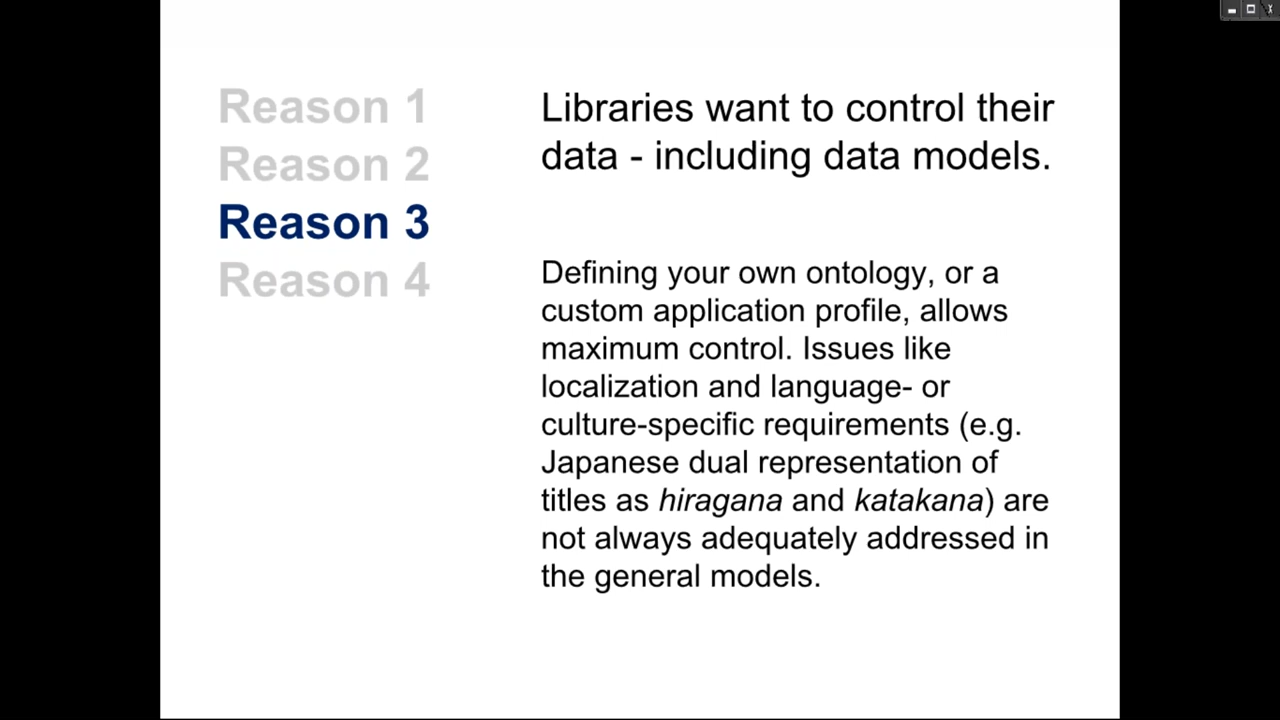 Reason 1
Reason 2
Reason 3
Reason 4
Libraries want to control their
data - including data models.
Defining your own ontology, or a
custom application profile, allows
maximum control. Issues like
localization and language- or
culture-specific requirements (e.g.
Japanese dual representation of
titles as hiragana and katakana) are
not always adequately addressed in
the general models.